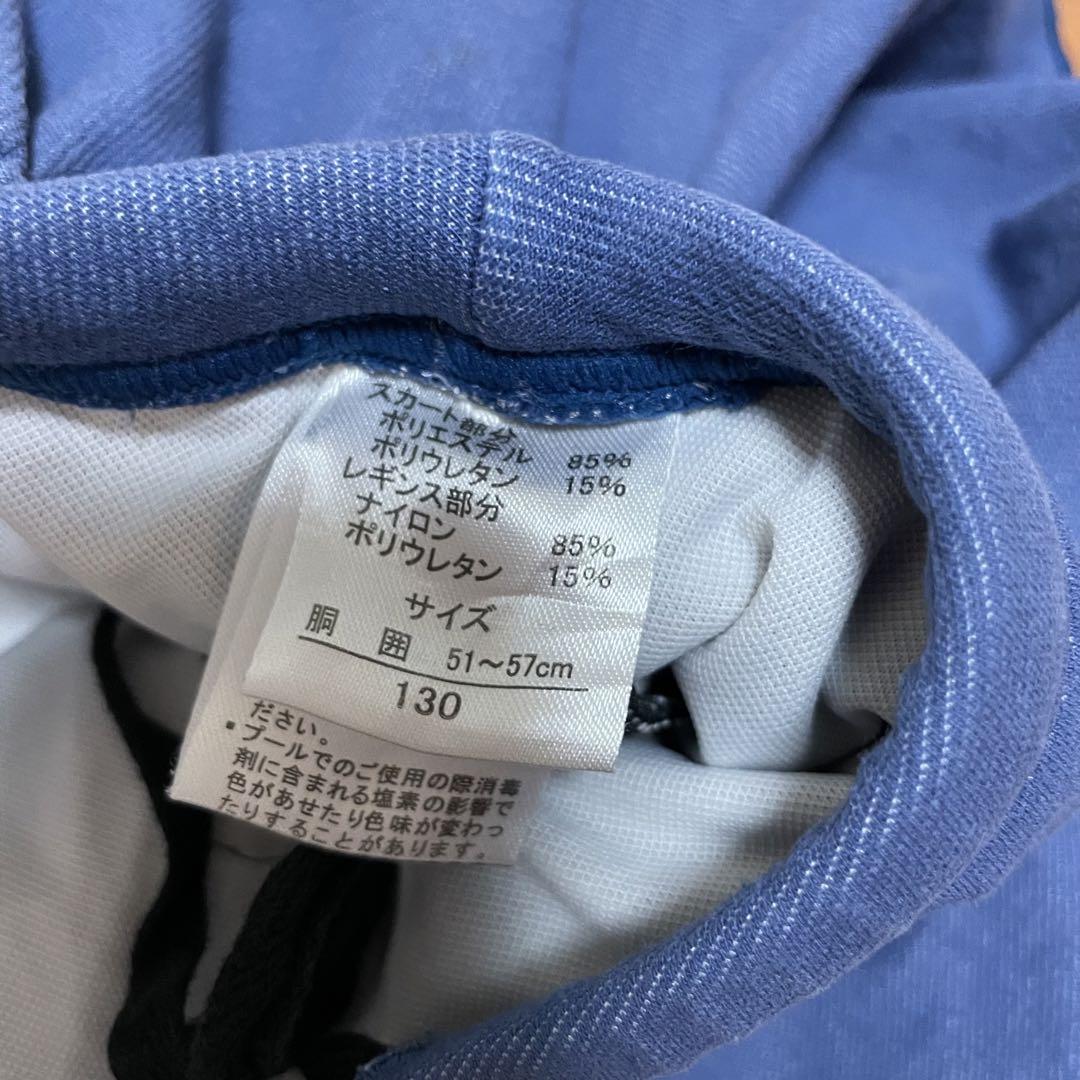 スカート部分
ポリエステル 85%
ポリウレタン 15%
レギンス部分
ナイロン 85%
ポリウレタン 15%
サイズ
胴囲 51～57cm
130
ださい。
・プールでのご使用の際消毒
剤に含まれる塩素の影響で
色があせたり色味が変わっ
たりすることがあります。